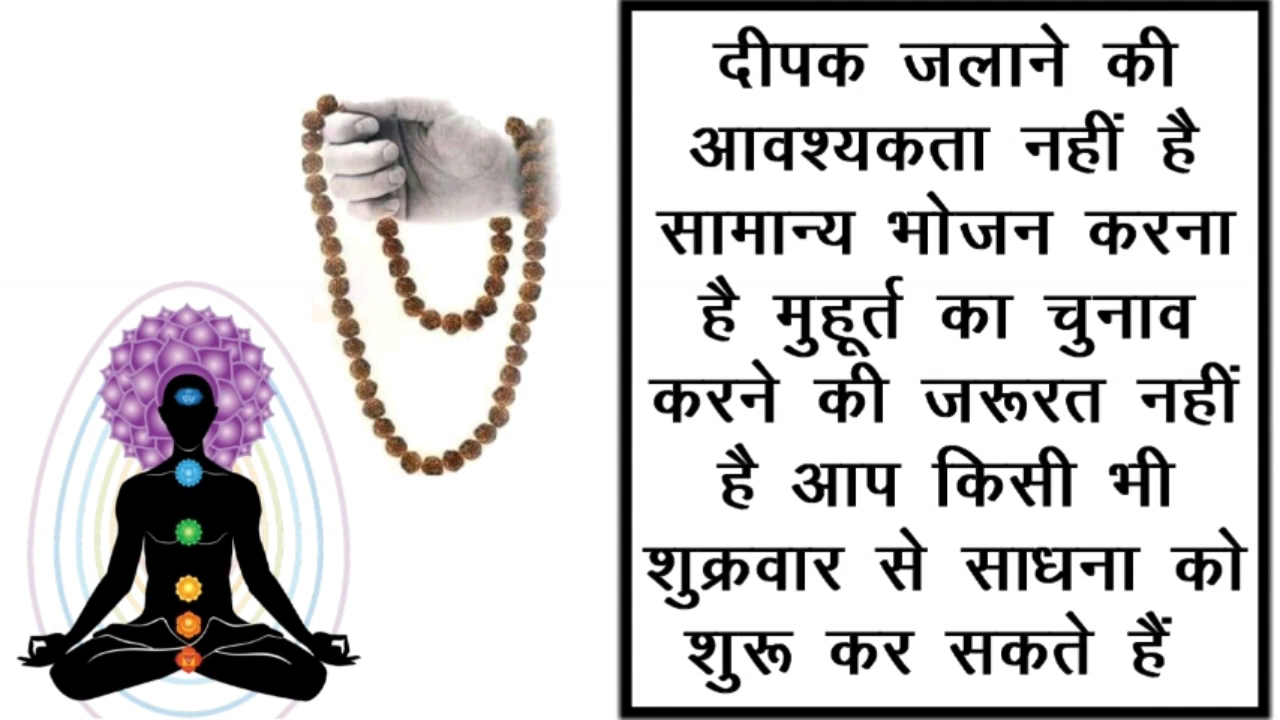 दीपक जलाने की
आवश्यकता नहीं है
सामान्य भोजन करना
है मुहूर्त का चुनाव
करने की जरूरत नहीं
है आप किसी भी
शुक्रवार से साधना को
शुरू कर सकते हैं